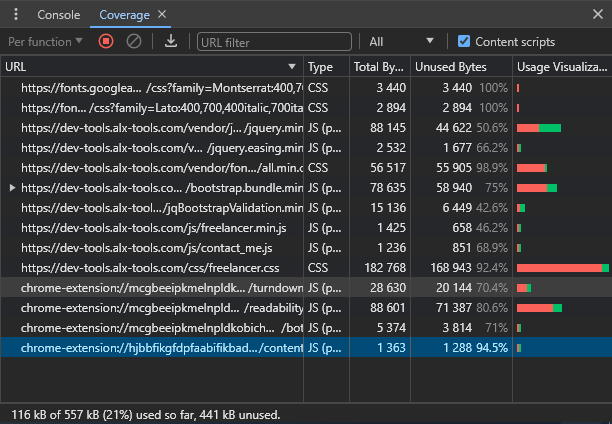 Console Coverage
Per function URL filter All Content scripts
URL Type Total By... Unused Bytes Usage Visualiza...
https://fonts.googlea... /css?family=Montserrat:400,7 CSS 3 440 3 440 100%
https://fon... /css?family=Lato:400,700,400italic,700ita CSS 2 894 2 894 100%
https://dev-tools.alx-tools.com/vendor/j... /jquery.min JS (p... 88 145 44 622 50.6%
https://dev-tools.alx-tools.com/v... /jquery.easing.min JS (p... 2 532 1 677 66.2%
https://dev-tools.alx-tools.com/vendor/fon... /all.min.c CSS 56 517 55 905 98.9%
https://dev-tools.alx-tools.co... /bootstrap.bundle.min JS (p... 78 635 58 940 75%
https://dev-tools.alx-tool... /jqBootstrapValidation.min JS (p... 15 136 6 449 42.6%
https://dev-tools.alx-tools.com/js/freelancer.min.js JS (p... 1 425 658 46.2%
https://dev-tools.alx-tools.com/js/contact_me.js JS (p... 1 236 851 68.9%
https://dev-tools.alx-tools.com/css/freelancer.css CSS 182 768 168 943 92.4%
chrome-extension://mcgbeeipkmelnpldk... /turndown JS (p... 28 630 20 144 70.4%
chrome-extension://mcgbeeipkmelnpld... /readability JS (p... 88 601 71 387 80.6%
chrome-extension://mcgbeeipkmelnpldkobich... /bot JS (p... 5 374 3 814 71%
chrome-extension://hjbbfikgfdpfaabifikbad... /content JS (p... 1 363 1 288 94.5%
116 kB of 557 kB (21%) used so far, 441 kB unused.